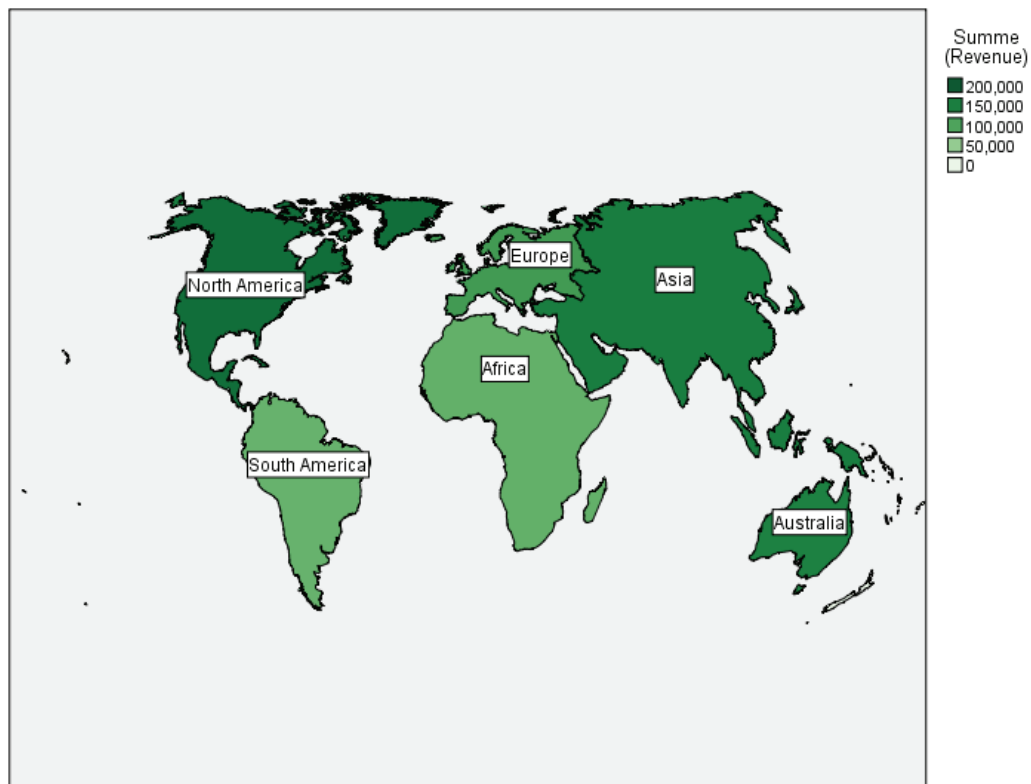 Summe
(Revenue)
200,000
150,000
100,000
50,000
0
Europe
North America
Asia
Africa
South America
Australia